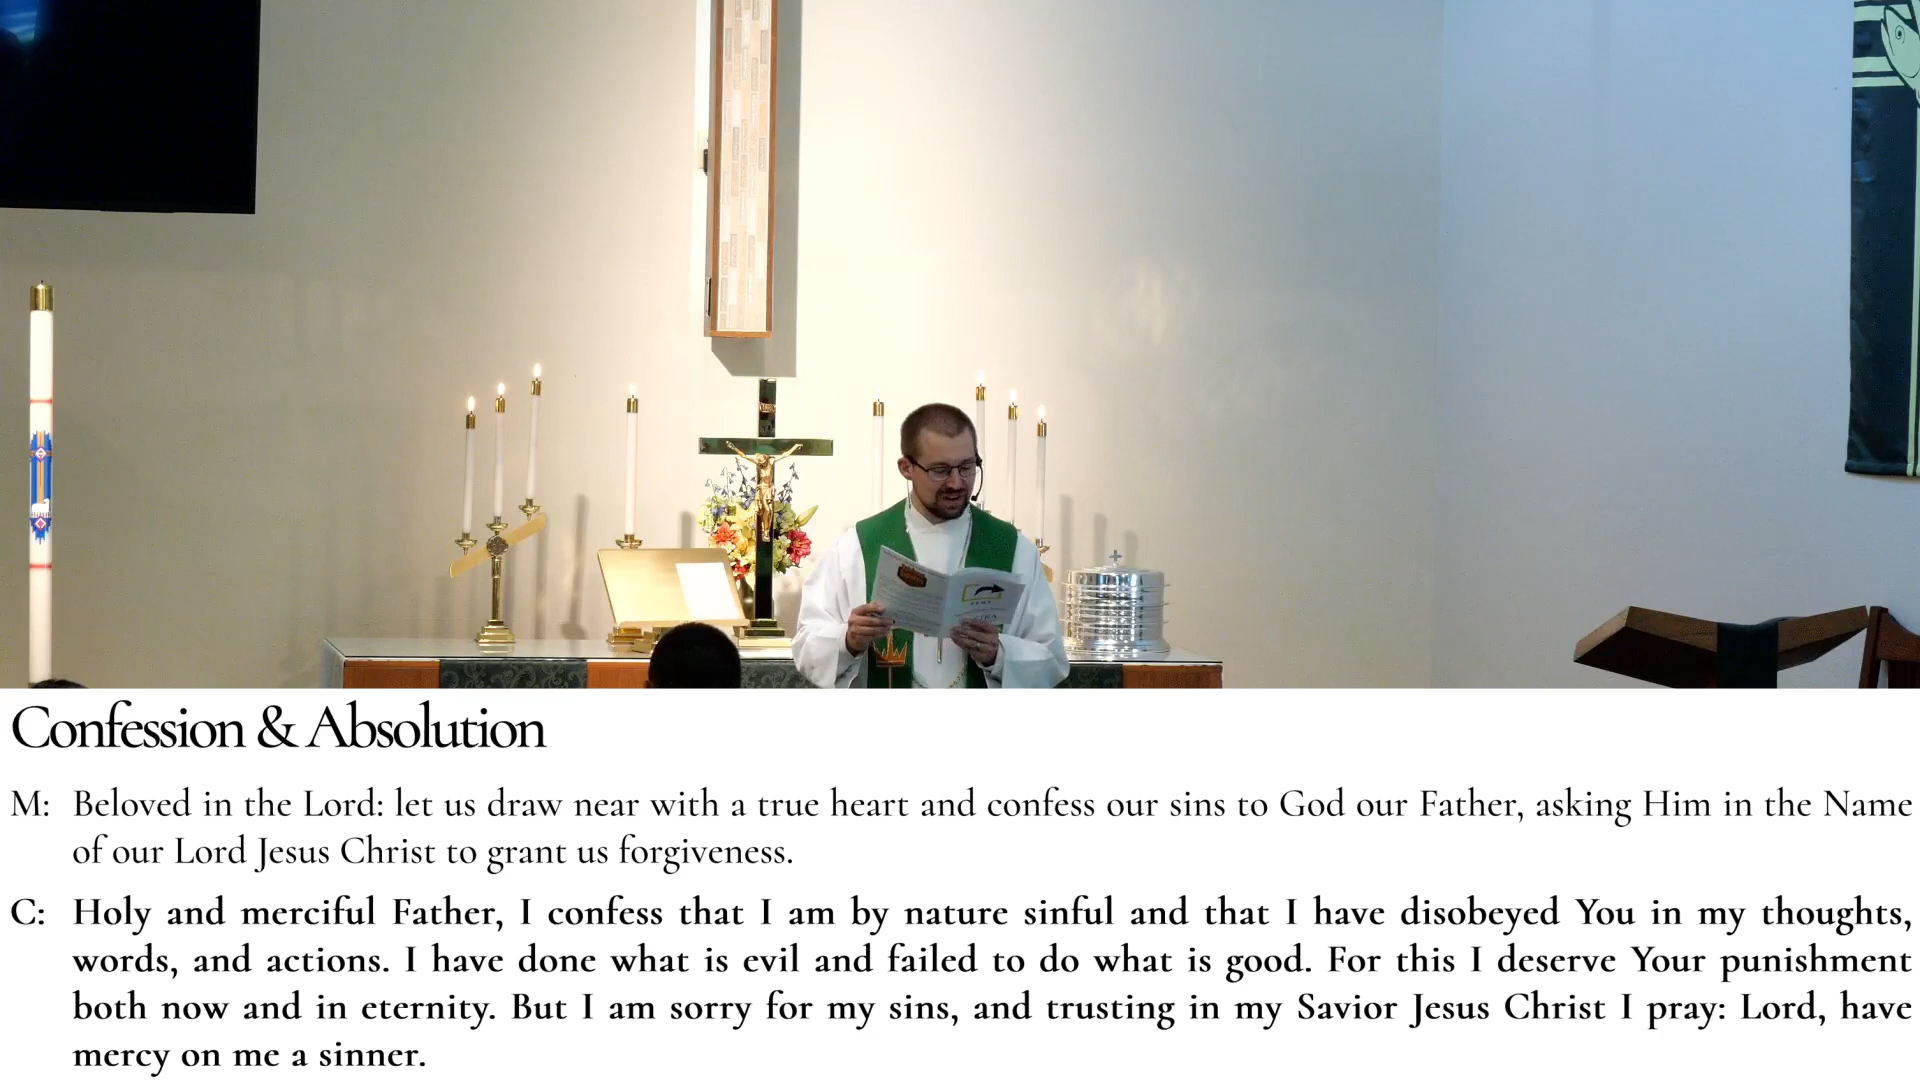 Confession & Absolution
M: Beloved in the Lord: let us draw near with a true heart and confess our sins to God our Father, asking Him in the Name
of our Lord Jesus Christ to grant us forgiveness.
C: Holy and merciful Father, I confess that I am by nature sinful and that I have disobeyed You in my thoughts,
words, and actions. I have done what is evil and failed to do what is good. For this I deserve Your punishment
both now and in eternity. But I am sorry for my sins, and trusting in my Savior Jesus Christ I pray: Lord, have
mercy on me a sinner.